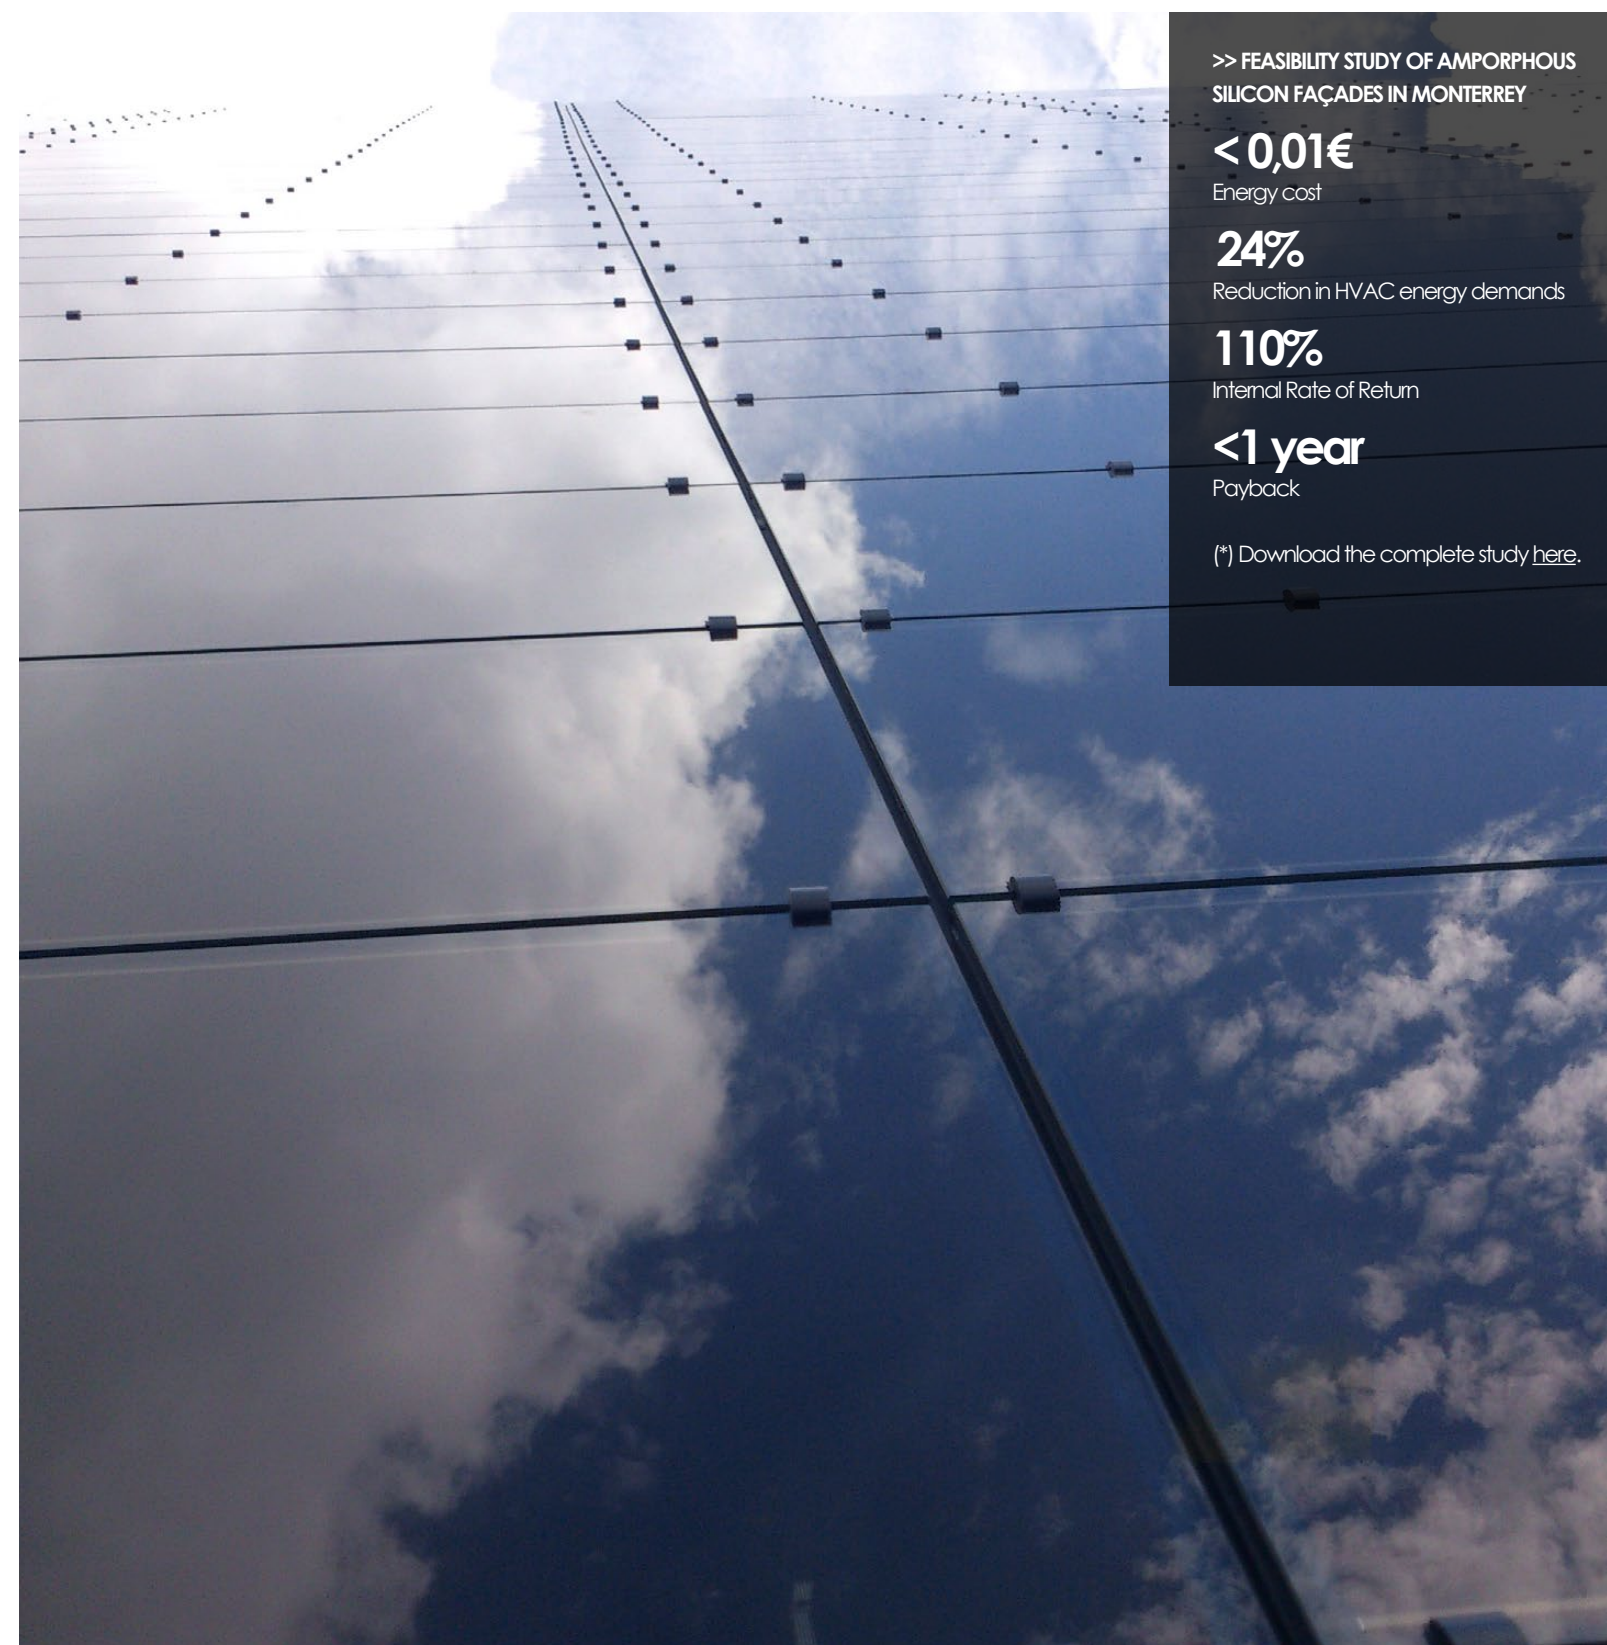 >> FEASIBILITY STUDY OF AMPORPHOUS
SILICON FAÇADES IN MONTERREY
< 0,01€
Energy cost
24%
Reduction in HVAC energy demands
110%
Internal Rate of Return
<1 year
Payback
(*) Download the complete study here.